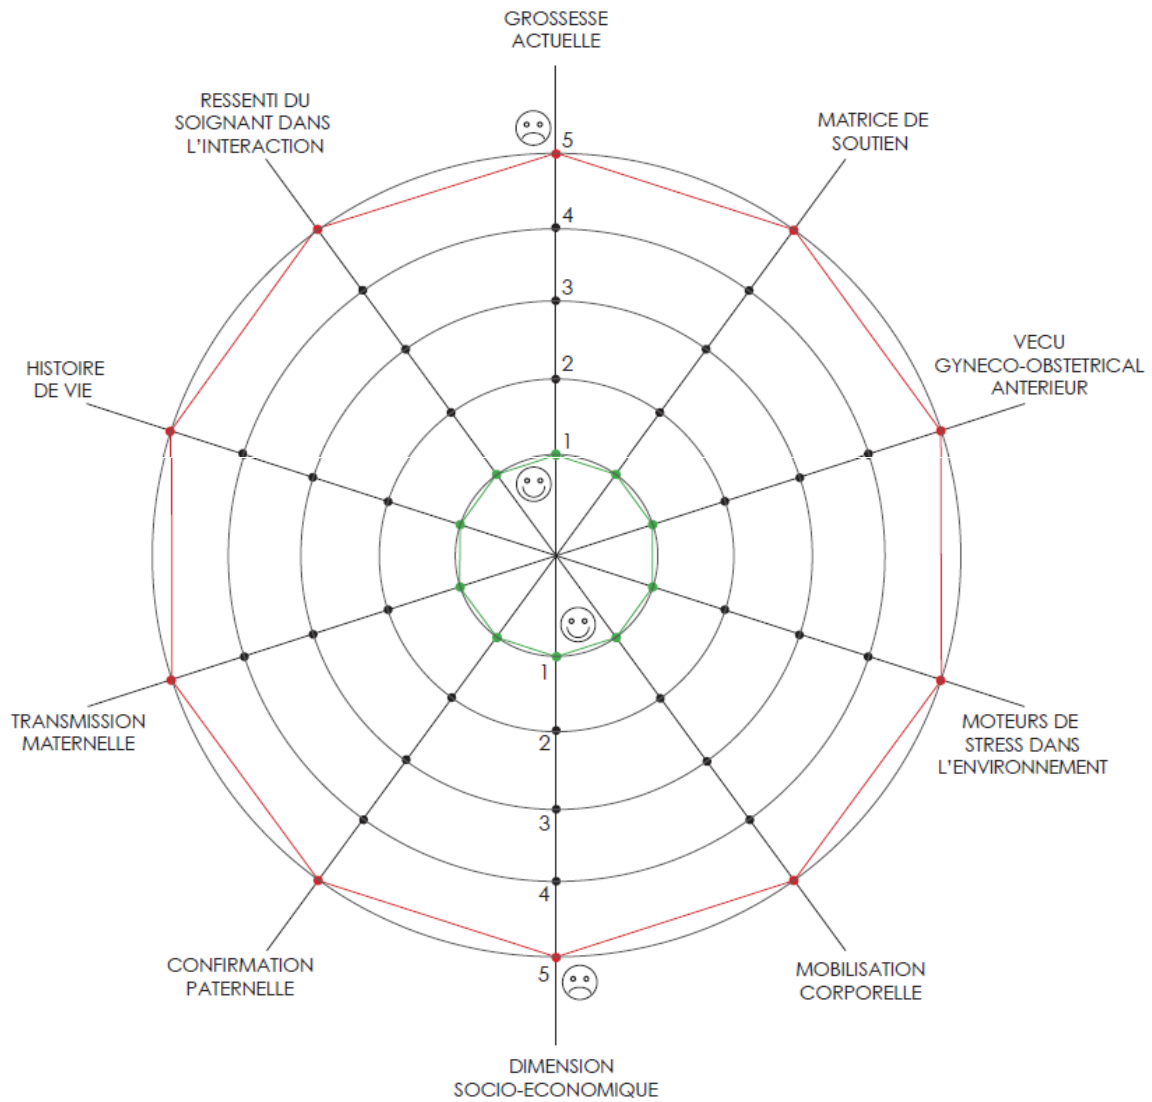 GROSSESSE
ACTUELLE
RESSENTI DU
SOIGNANT DANS
L'INTERACTION
MATRICE DE
SOUTIEN
5
4
3
2
1
VECU
GYNECO-OBSTETRICAL
ANTERIEUR
HISTOIRE
DE VIE
TRANSMISSION
MATERNELLE
MOTEURS DE
STRESS DANS
L'ENVIRONNEMENT
1
2
3
4
5
CONFIRMATION
PATERNELLE
MOBILISATION
CORPORELLE
DIMENSION
SOCIO-ECONOMIQUE